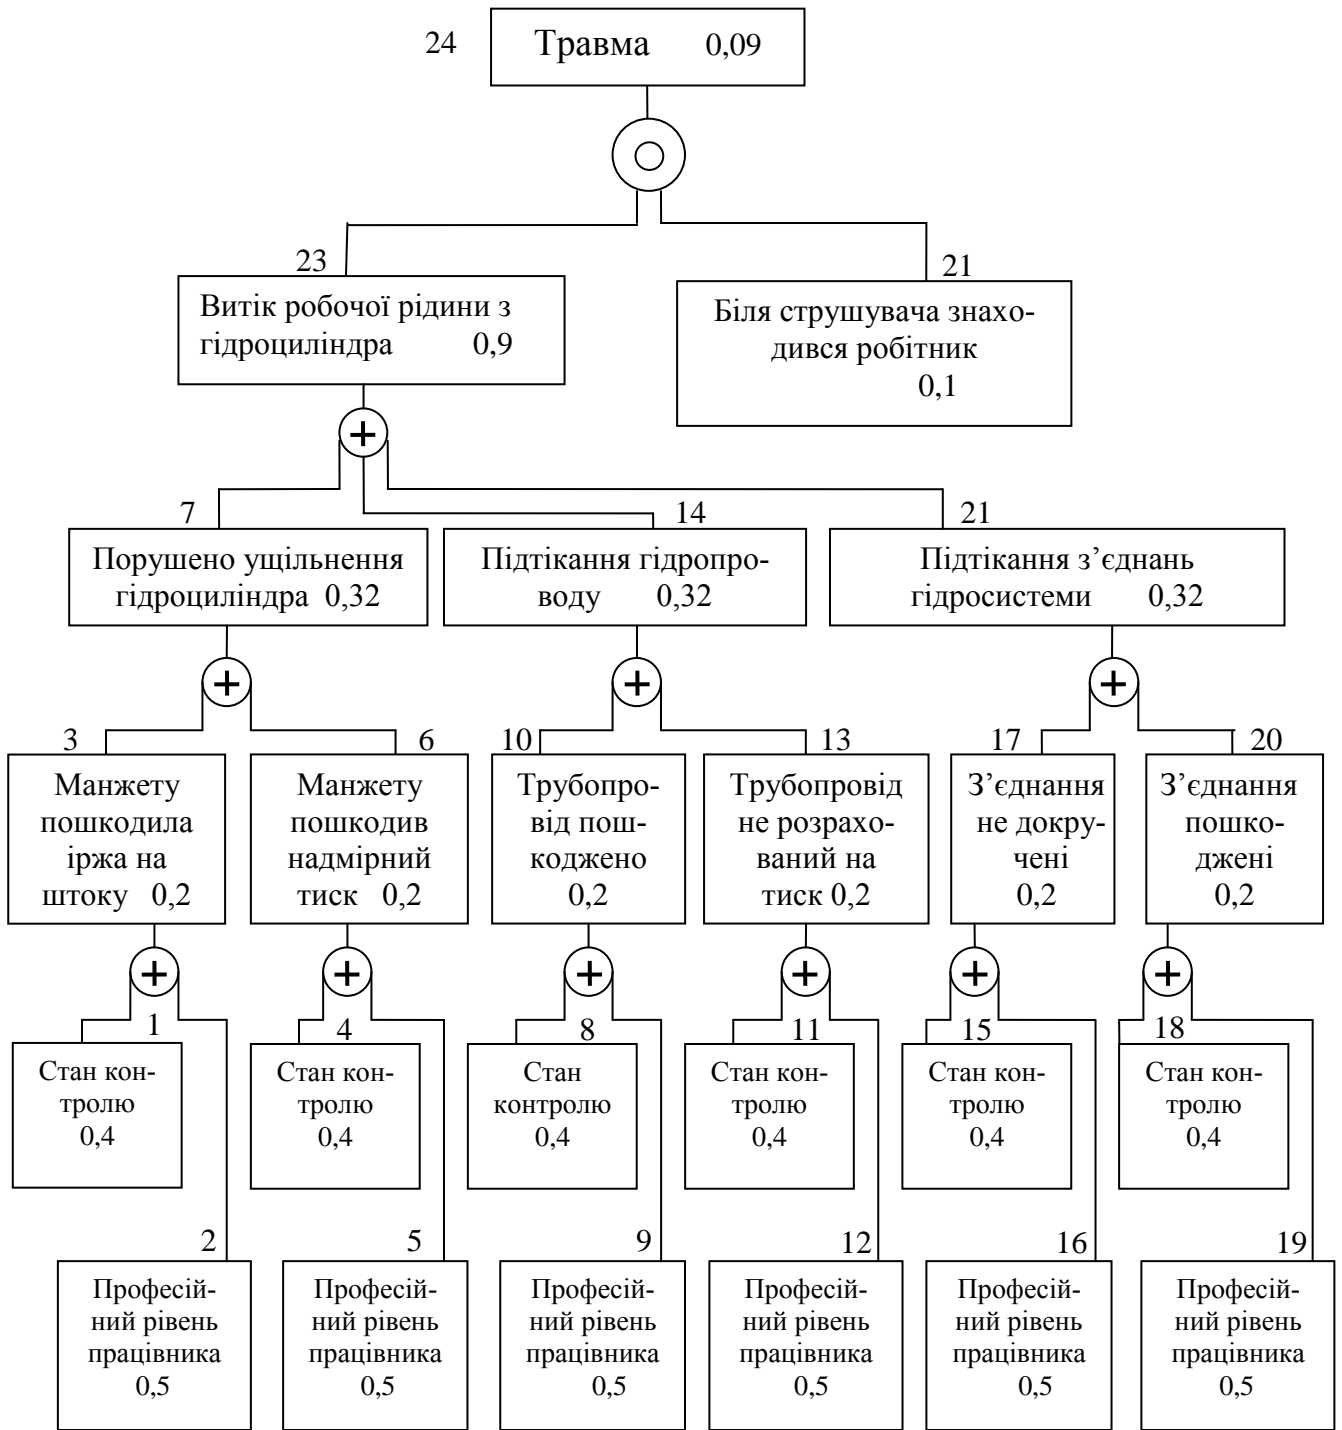 24
Травма 0,09
23
Витік робочої рідини з
гідроциліндра 0,9
21
Біля струшувача знахо-
дився робітник
0,1
+
7
Порушено ущільнення
гідроциліндра 0,32
14
Підтікання гідропро-
воду 0,32
21
Підтікання з’єднань
гідросистеми 0,32
+
+
+
3
Манжету
пошкодила
іржа на
штоку 0,2
6
Манжету
пошкодив
надмірний
тиск 0,2
10
Трубопро-
від пош-
коджено
0,2
13
Трубопровід
не розрахо-
ваний на
тиск 0,2
17
З’єднання
не докру-
чені
0,2
20
З’єднання
пошко-
джені
0,2
+
+
+
+
+
+
1
Стан кон-
тролю
0,4
4
Стан кон-
тролю
0,4
8
Стан
контролю
0,4
11
Стан кон-
тролю
0,4
15
Стан кон-
тролю
0,4
18
Стан кон-
тролю
0,4
2
Професій-
ний рівень
працівника
0,5
5
Професій-
ний рівень
працівника
0,5
9
Професій-
ний рівень
працівника
0,5
12
Професій-
ний рівень
працівника
0,5
16
Професій-
ний рівень
працівника
0,5
19
Професій-
ний рівень
працівника
0,5